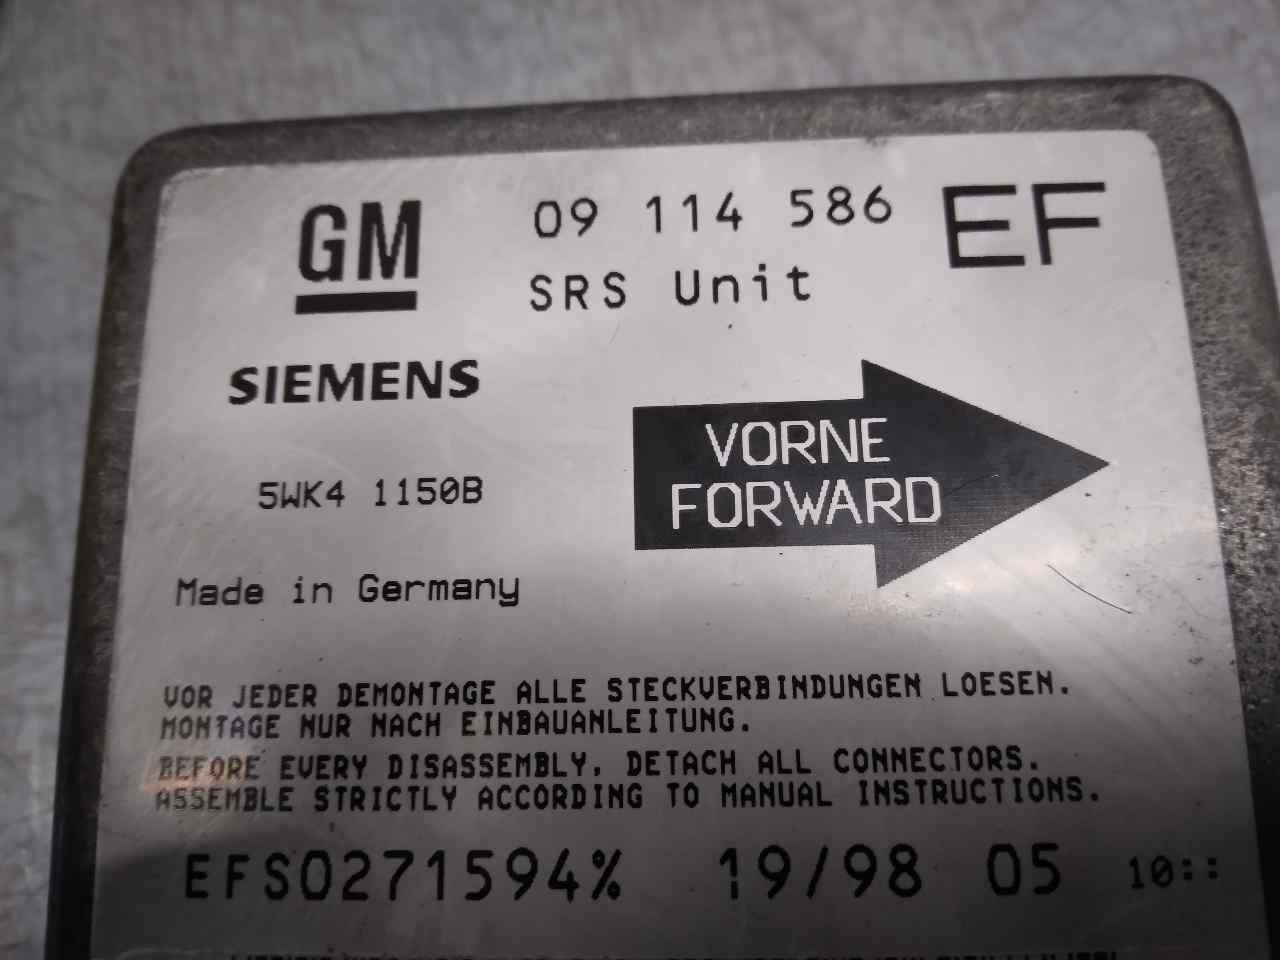 GM 09 114 586 EF
SRS Unit
SIEMENS
VORNE
FORWARD
5WK4 1150B
Made in Germany
VOR JEDER DEMONTAGE ALLE STECKVERBINDUNGEN LOESEN.
MONTAGE NUR NACH EINBAUANLEITUNG.
BEFORE EVERY DISASSEMBLY, DETACH ALL CONNECTORS.
ASSEMBLE STRICTLY ACCORDING TO MANUAL INSTRUCTIONS.
EFS0271594% 19/98 05 10::